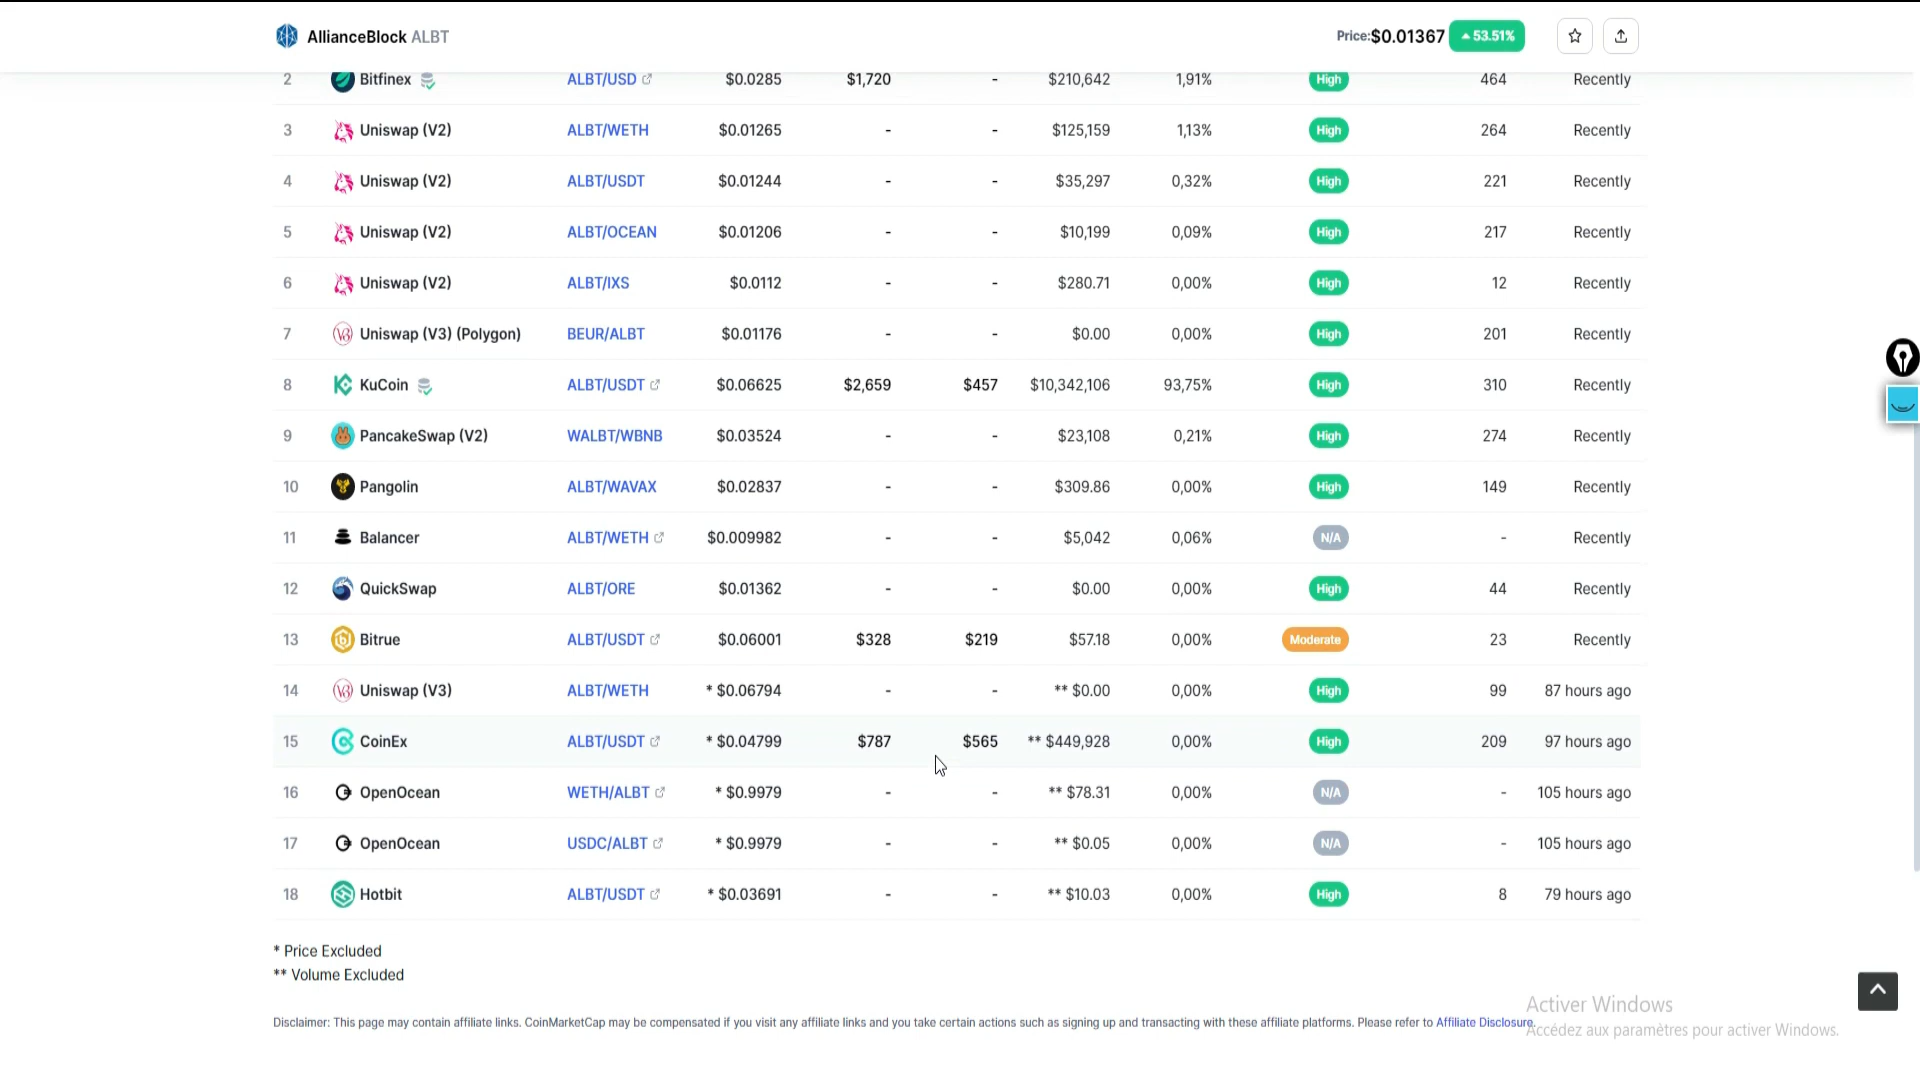 AllianceBlock ALBT Price:$0.01367 53.51%
2 Bitfinex ALBT/USD $0.0285 $1,720 - $210,642 1,91% High 464 Recently
3 Uniswap (V2) ALBT/WETH $0.01265 - - $125,159 1,13% High 264 Recently
4 Uniswap (V2) ALBT/USDT $0.01244 - - $35,297 0,32% High 221 Recently
5 Uniswap (V2) ALBT/OCEAN $0.01206 - - $10,199 0,09% High 217 Recently
6 Uniswap (V2) ALBT/IXS $0.0112 - - $280.71 0,00% High 12 Recently
7 Uniswap (V3) (Polygon) BEUR/ALBT $0.01176 - - $0.00 0,00% High 201 Recently
8 KuCoin ALBT/USDT $0.06625 $2,659 $457 $10,342,106 93,75% High 310 Recently
9 PancakeSwap (V2) WALBT/WBNB $0.03524 - - $23,108 0,21% High 274 Recently
10 Pangolin ALBT/WAVAX $0.02837 - - $309.86 0,00% High 149 Recently
11 Balancer ALBT/WETH $0.009982 - - $5,042 0,06% N/A - Recently
12 QuickSwap ALBT/ORE $0.01362 - - $0.00 0,00% High 44 Recently
13 Bitrue ALBT/USDT $0.06001 $328 $219 $57.18 0,00% Moderate 23 Recently
14 Uniswap (V3) ALBT/WETH * $0.06794 - - ** $0.00 0,00% High 99 87 hours ago
15 CoinEx ALBT/USDT * $0.04799 $787 $565 ** $449,928 0,00% High 209 97 hours ago
16 OpenOcean WETH/ALBT * $0.9979 - - ** $78.31 0,00% N/A - 105 hours ago
17 OpenOcean USDC/ALBT * $0.9979 - - ** $0.05 0,00% N/A - 105 hours ago
18 Hotbit ALBT/USDT * $0.03691 - - ** $10.03 0,00% High 8 79 hours ago
* Price Excluded
** Volume Excluded
Activer Windows
Disclaimer: This page may contain affiliate links. CoinMarketCap may be compensated if you visit any affiliate links and you take certain actions such as signing up and transacting with these affiliate platforms. Please refer to Affiliate Disclosure.
Accédez aux paramètres pour activer Windows.